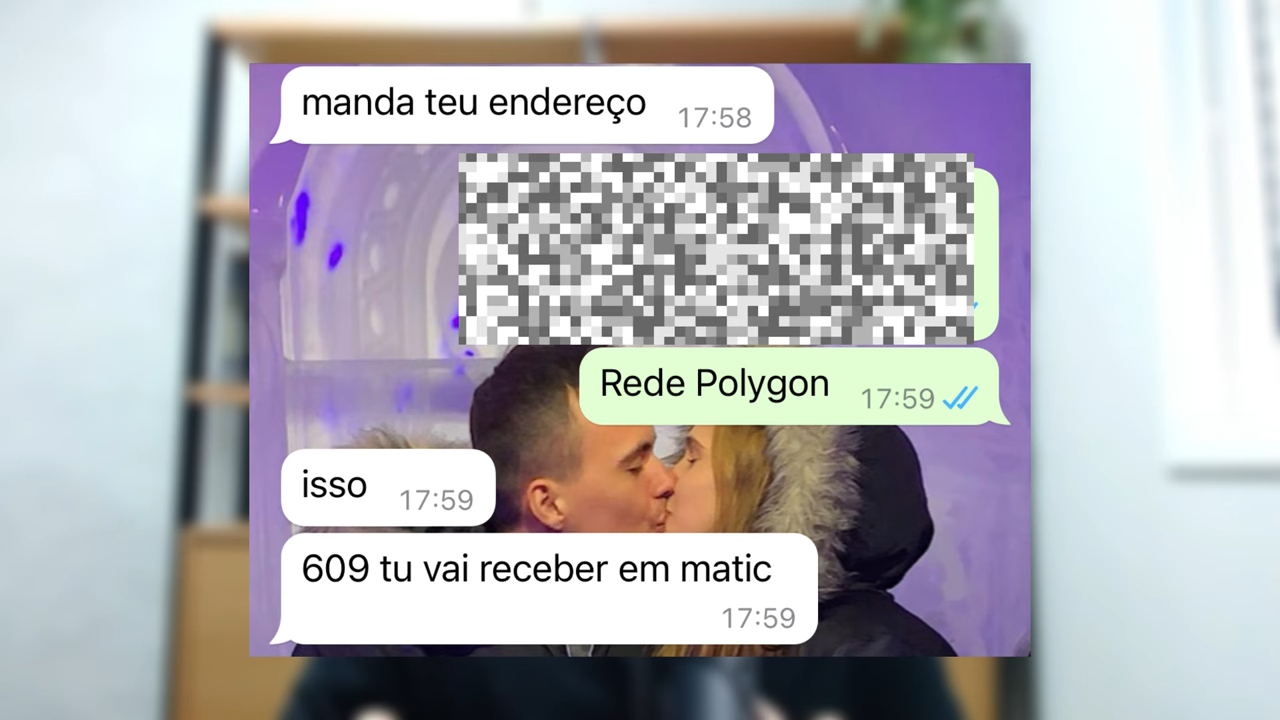 manda teu endereço 17:58
Rede Polygon 17:59
isso 17:59
609 tu vai receber em matic
17:59